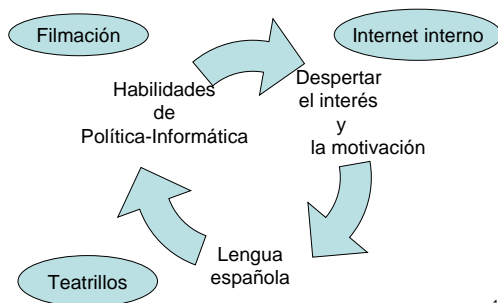 Filmación
Internet interno
Habilidades
de
Política-Informática
Despertar
el interés
y
la motivación
Lengua
española
Teatrillos